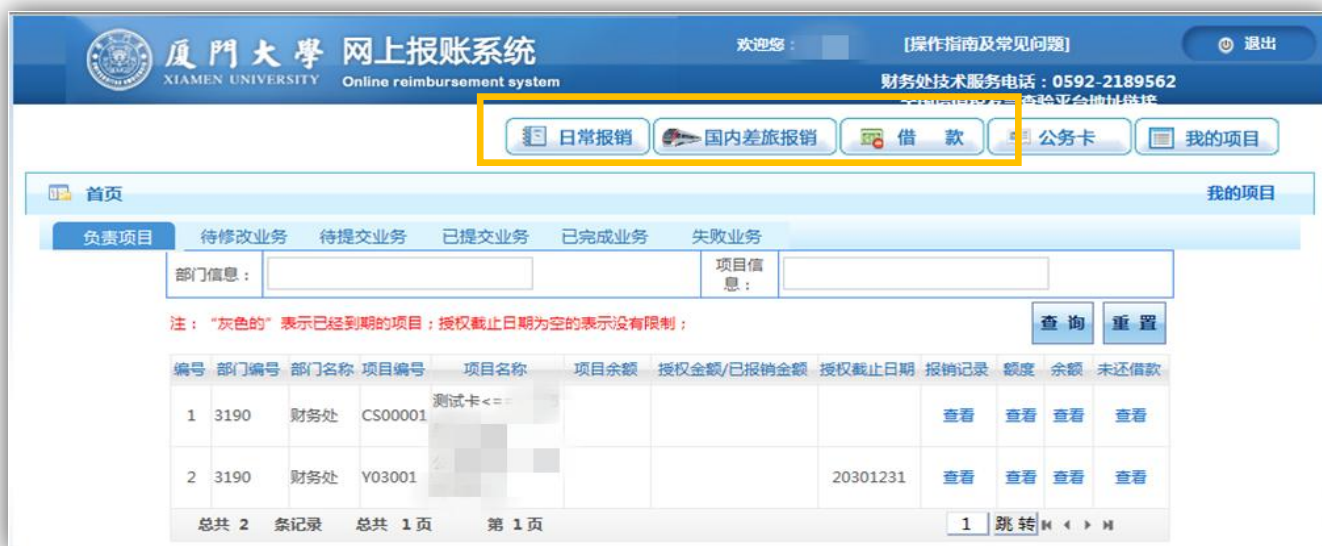 厦門大學 网上报账系统 欢迎您： [操作指南及常见问题] 退出
XIAMEN UNIVERSITY Online reimbursement system
财务处技术服务电话：0592-2189562
日常报销 国内差旅报销 借 款 公务卡 我的项目
首页 我的项目
负责项目 待修改业务 待提交业务 已提交业务 已完成业务 失败业务
部门信息： 项目信息：
注：“灰色的”表示已经到期的项目；授权截止日期为空的表示没有限制； 查 询 重 置
编号 部门编号 部门名称 项目编号 项目名称 项目余额 授权金额/已报销金额 授权截止日期 报销记录 额度 余额 未还借款
1 3190 财务处 CS00001 测试卡<== 查看 查看 查看 查看
2 3190 财务处 Y03001 20301231 查看 查看 查看 查看
总共 2 条记录 总共 1 页 第 1 页 1 跳 转